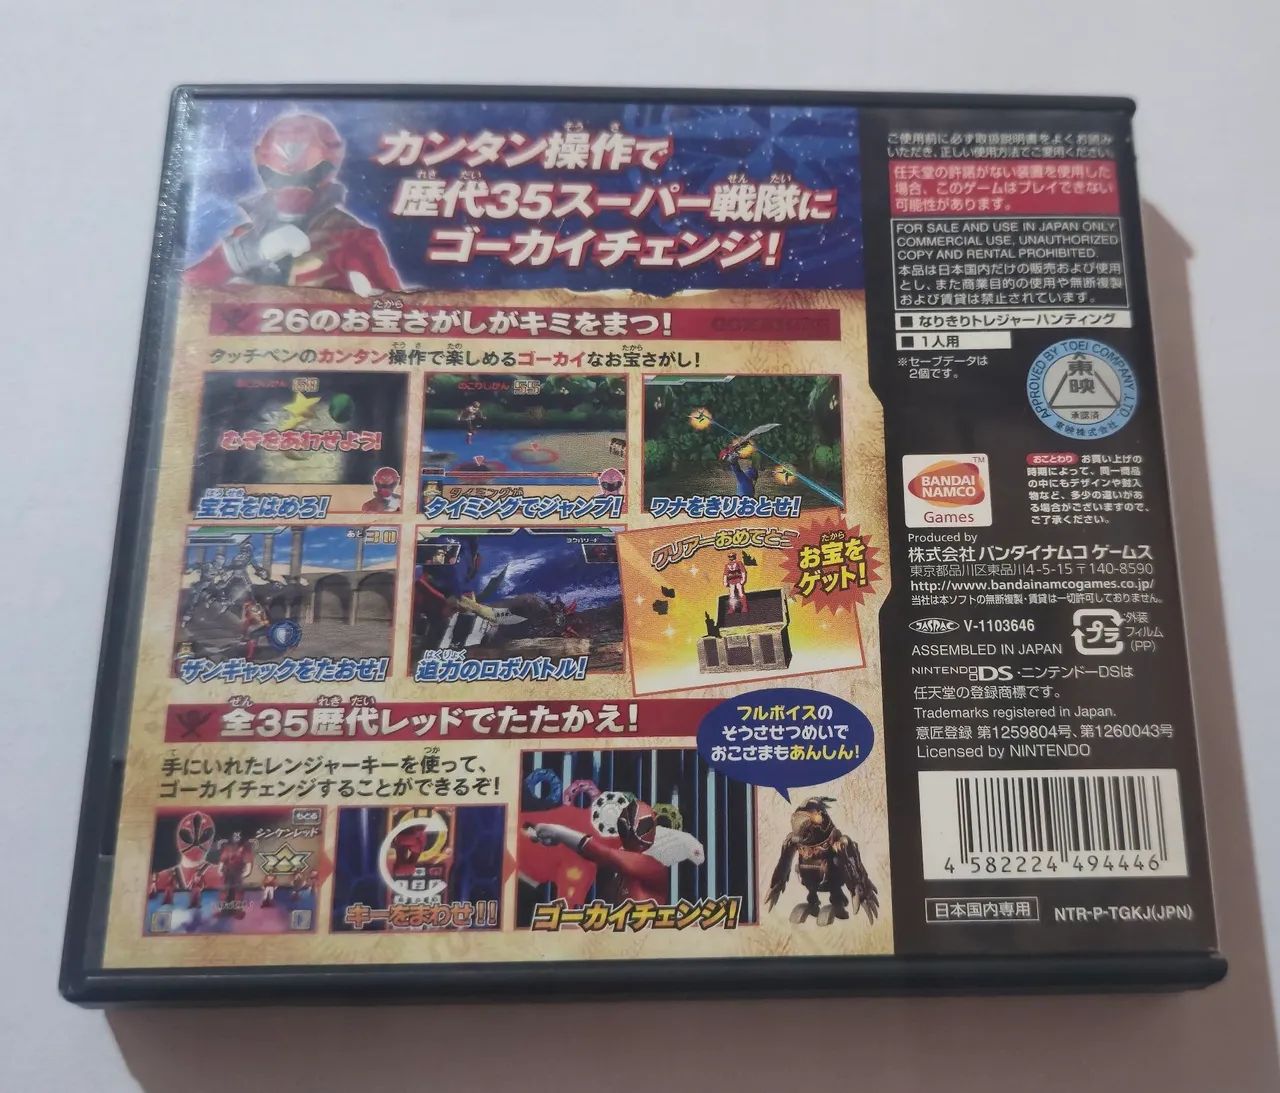 カンタン操作で
歴代35スーパー戦隊に
ゴーカイチェンジ!
26のお宝さがしがキミをまつ!
タッチペンのカンタン操作で楽しめるゴーカイなお宝さがし!
むきをあわせよう!
宝石をはめろ!
のこりじかん
タイミングでジャンプ!
ワナをきりおとせ!
あと30
ザンギャックをたおせ!
迫力のロボバトル!
クリアーおめでとう
お宝を
ゲット!
全35歴代レッドでたたかえ!
手にいれたレンジャーキーを使って、
ゴーカイチェンジすることができるぞ!
フルボイスの
そうさせつめいで
おこさまもあんしん!
もどる
シンケンレッド
キーをまわせ!!
ゴーカイチェンジ!
ご使用前に必ず取扱説明書をよくお読み
いただき、正しい使用方法でご愛用ください。
任天堂の許諾がない装置を使用した
場合、このゲームはプレイできない
可能性があります。
FOR SALE AND USE IN JAPAN ONLY
COMMERCIAL USE, UNAUTHORIZED
COPY AND RENTAL PROHIBITED.
本品は日本国内だけの販売および使用
とし、また商業目的の使用や無断複製
および賃貸は禁止されています。
■ なりきりトレジャーハンティング
■ 1人用
※セーブデータは
2個です。
APPROVED BY TOEI COMPANY, LTD
東映
承認済
東映株式会社
BANDAI
NAMCO
Games
TM
おことわり お買い上げの
時期によって、同一商品
の中にもデザインや封入
物など、多少の違いがあ
る場合がございますので、
ご了承ください。
Produced by
株式会社 バンダイナムコ ゲームス
東京都品川区東品川4-5-15 〒140-8590
http://www.bandainamcogames.co.jp/
当社は本ソフトの無断複製・賃貸は一切許可しておりません。
JASRAC V-1103646
プラ
外装
フィルム
(PP)
ASSEMBLED IN JAPAN
NINTENDO DS・ニンテンドーDSは
任天堂の登録商標です。
Trademarks registered in Japan.
意匠登録 第1259804号、第1260043号
Licensed by NINTENDO
4 582224 494446
日本国内専用
NTR-P-TGKJ(JPN)